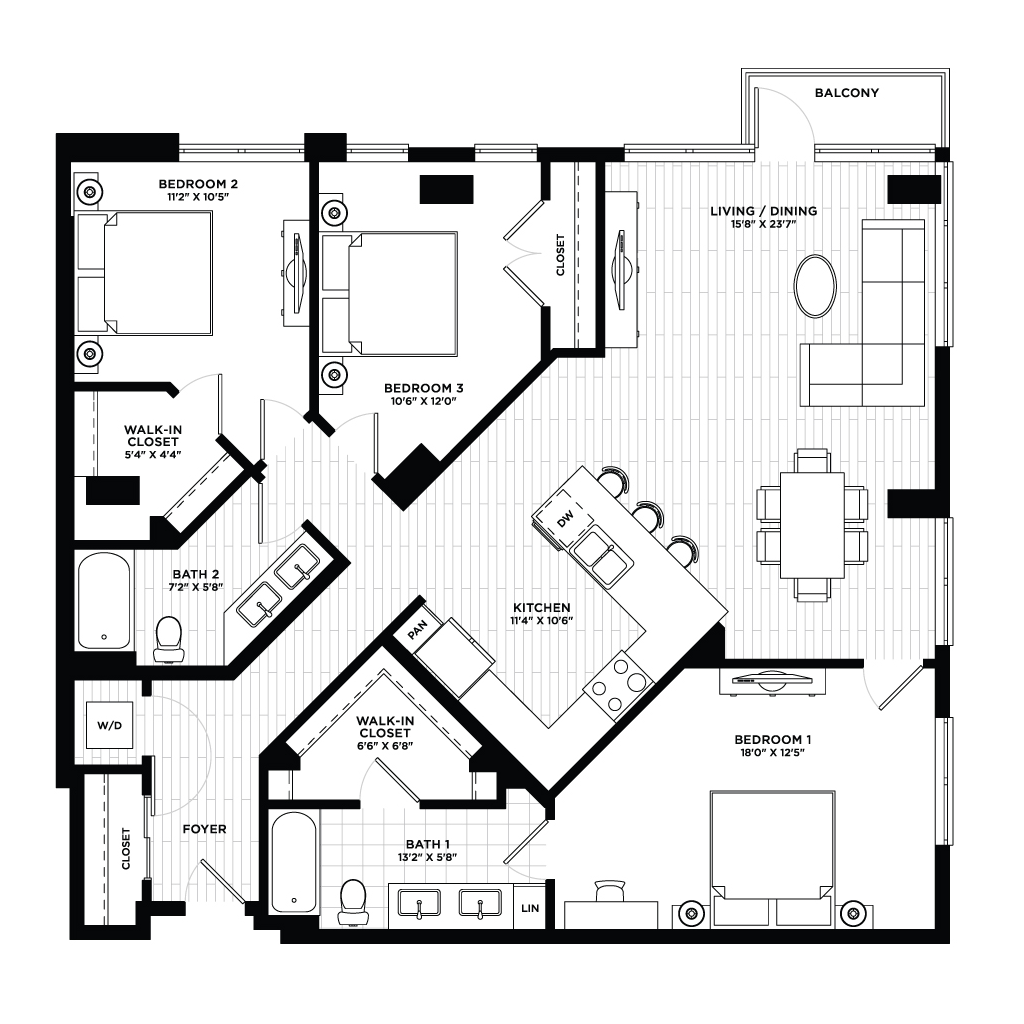 BALCONY
BEDROOM 2
11'2" X 10'5"
LIVING / DINING
15'8" X 23'7"
CLOSET
BEDROOM 3
10'6" X 12'0"
WALK-IN
CLOSET
5'4" X 4'4"
DW
BATH 2
7'2" X 5'8"
KITCHEN
11'4" X 10'6"
PAN
W/D
WALK-IN
CLOSET
6'6" X 6'8"
BEDROOM 1
18'0" X 12'5"
FOYER
CLOSET
BATH 1
13'2" X 5'8"
LIN